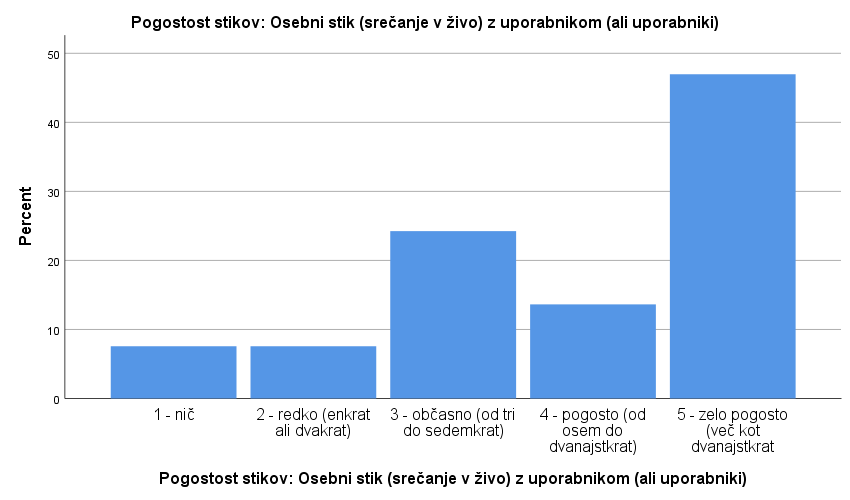 Pogostost stikov: Osebni stik (srečanje v živo) z uporabnikom (ali uporabniki)
Percent
50
40
30
20
10
0
1 - nič
2 - redko (enkrat
ali dvakrat)
3 - občasno (od tri
do sedemkrat)
4 - pogosto (od
osem do
dvanajstkrat)
5 - zelo pogosto
(več kot
dvanajstkrat
Pogostost stikov: Osebni stik (srečanje v živo) z uporabnikom (ali uporabniki)